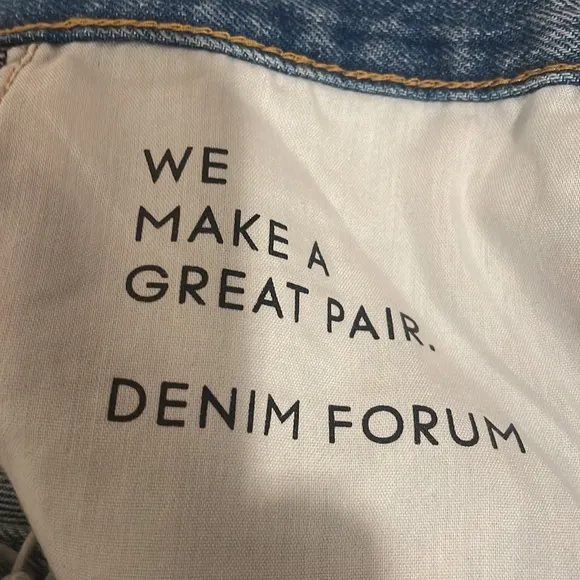 WE
MAKE A
GREAT PAIR.
DENIM FORUM